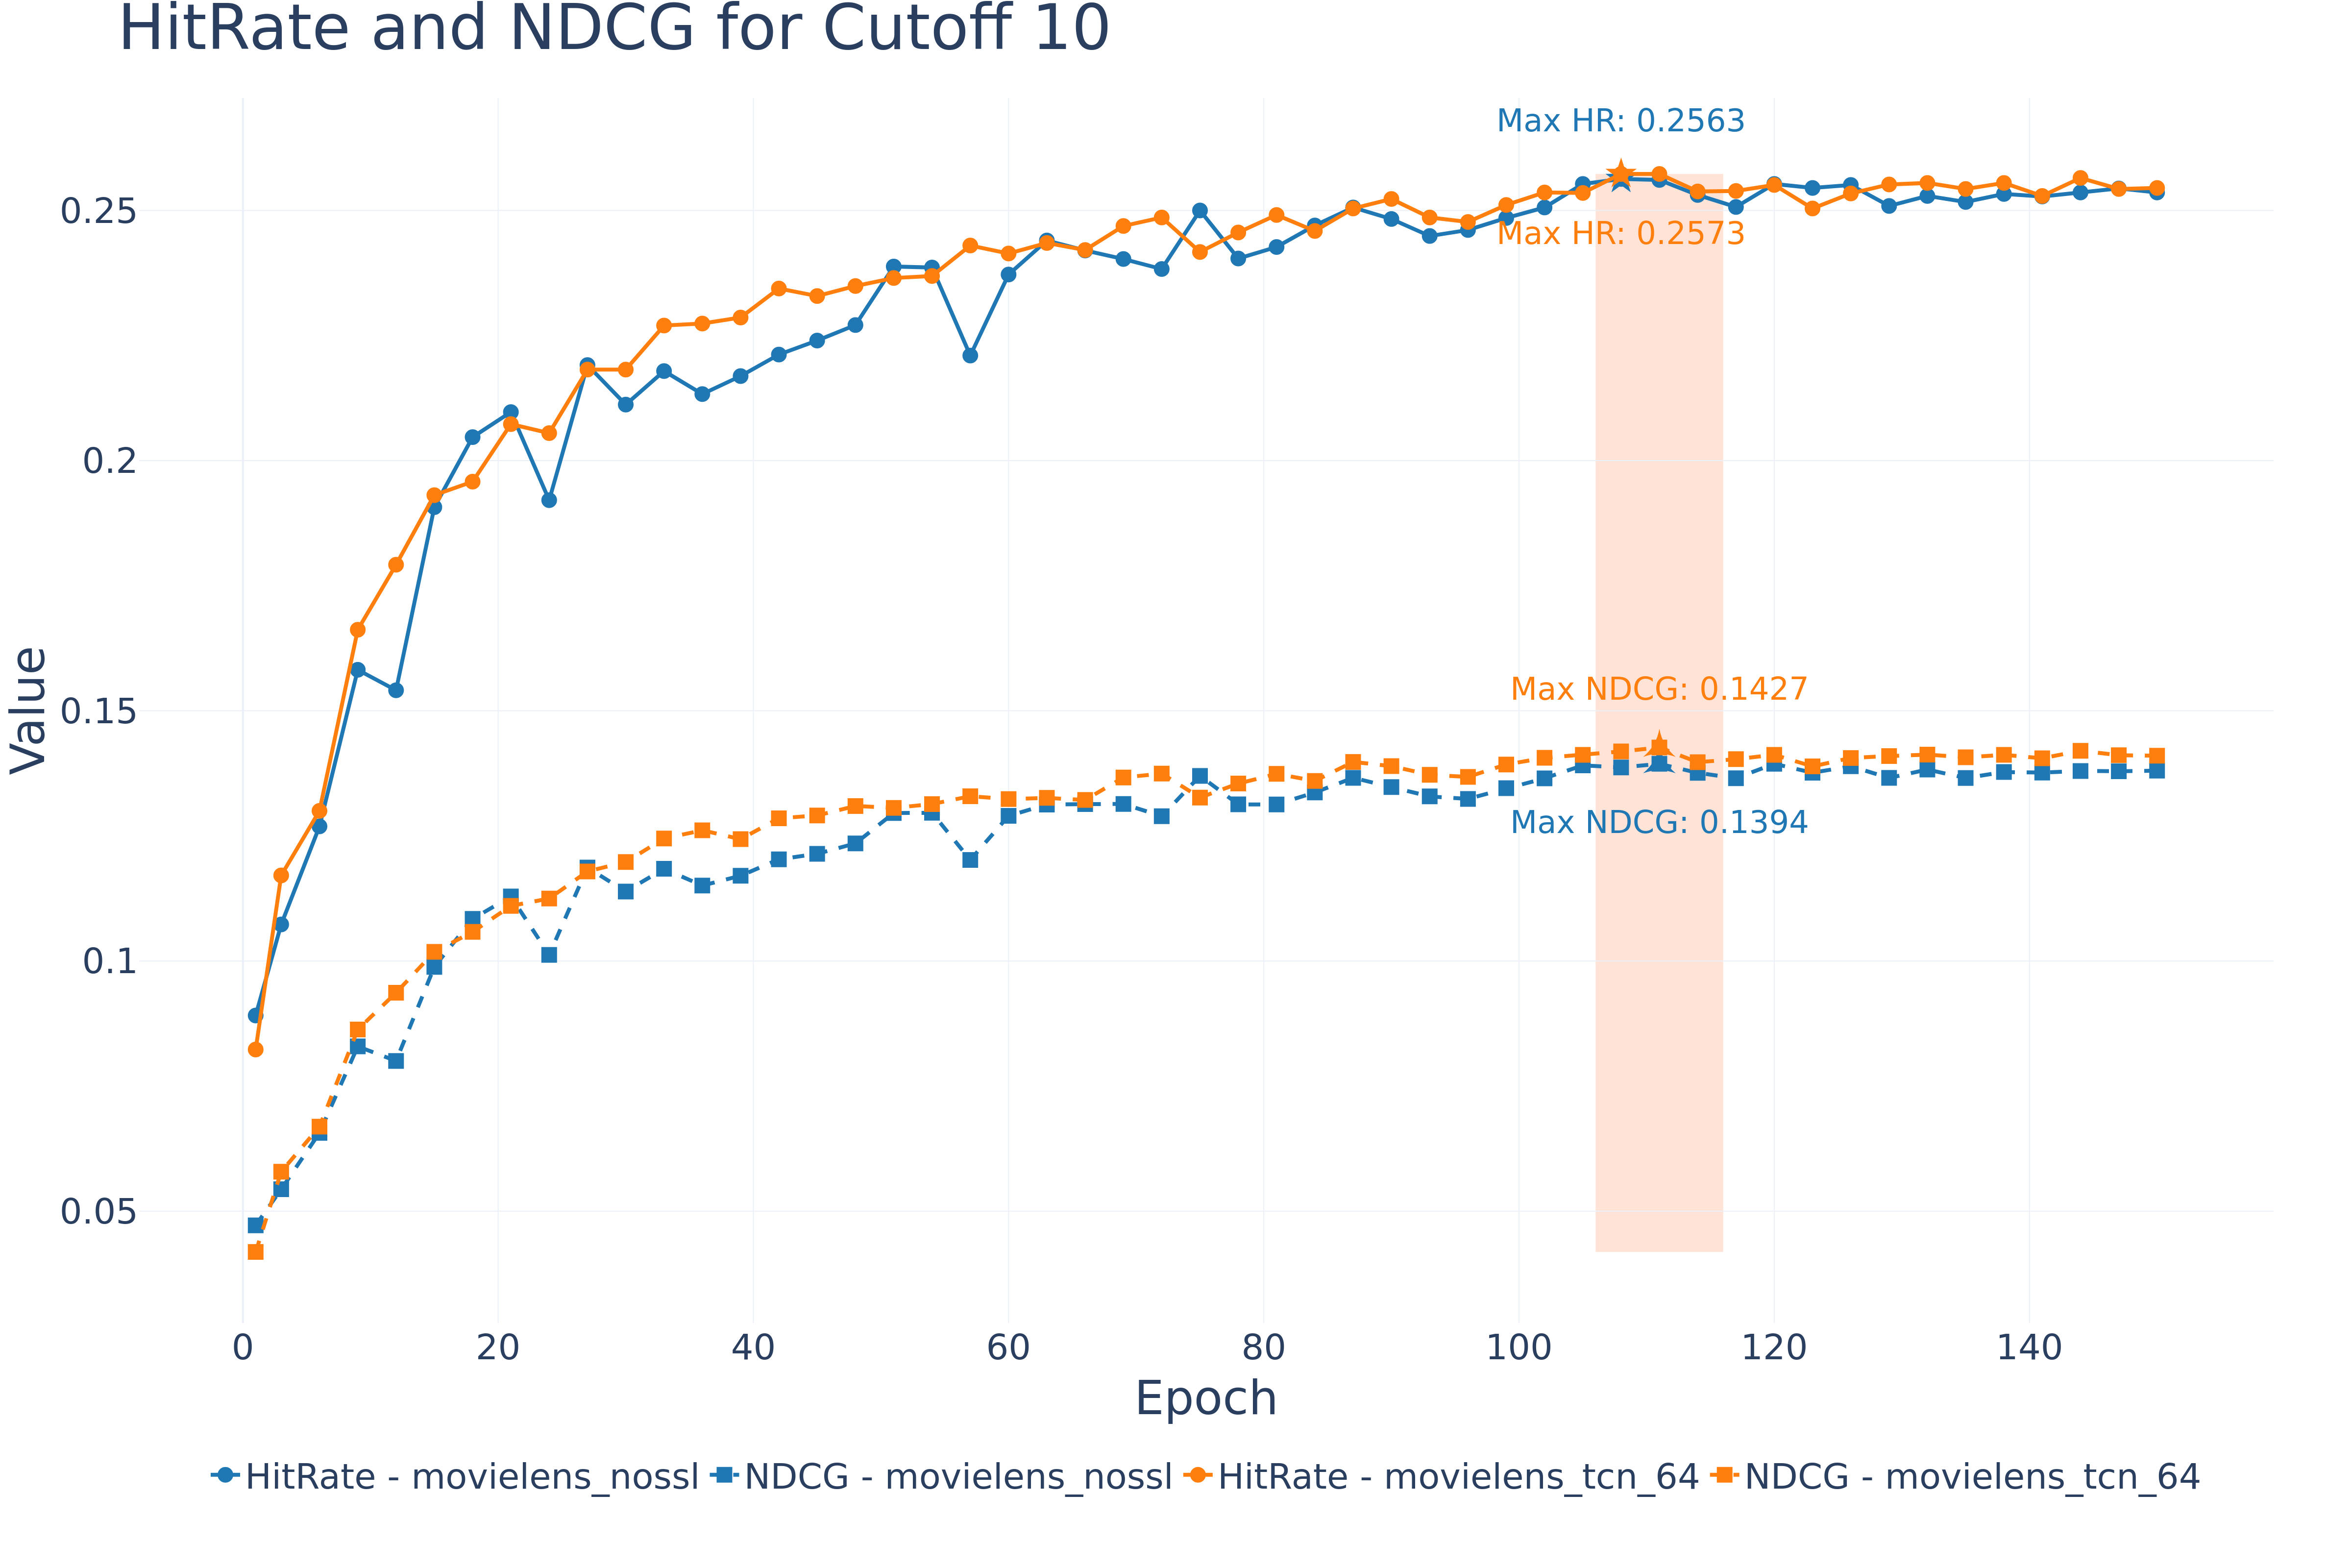 HitRate and NDCG for Cutoff 10
Max HR: 0.2563
0.25
Max HR: 0.2573
0.2
Value
Max NDCG: 0.1427
0.15
Max NDCG: 0.1394
0.1
0.05
0 20 40 60 80 100 120 140
Epoch
HitRate - movielens_nossl NDCG - movielens_nossl HitRate - movielens_tcn_64 NDCG - movielens_tcn_64